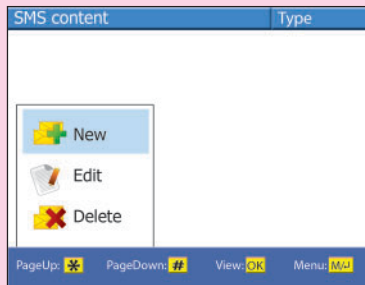 SMS content Type
New
Edit
Delete
PageUp: * PageDown: # View: OK Menu: M/↵